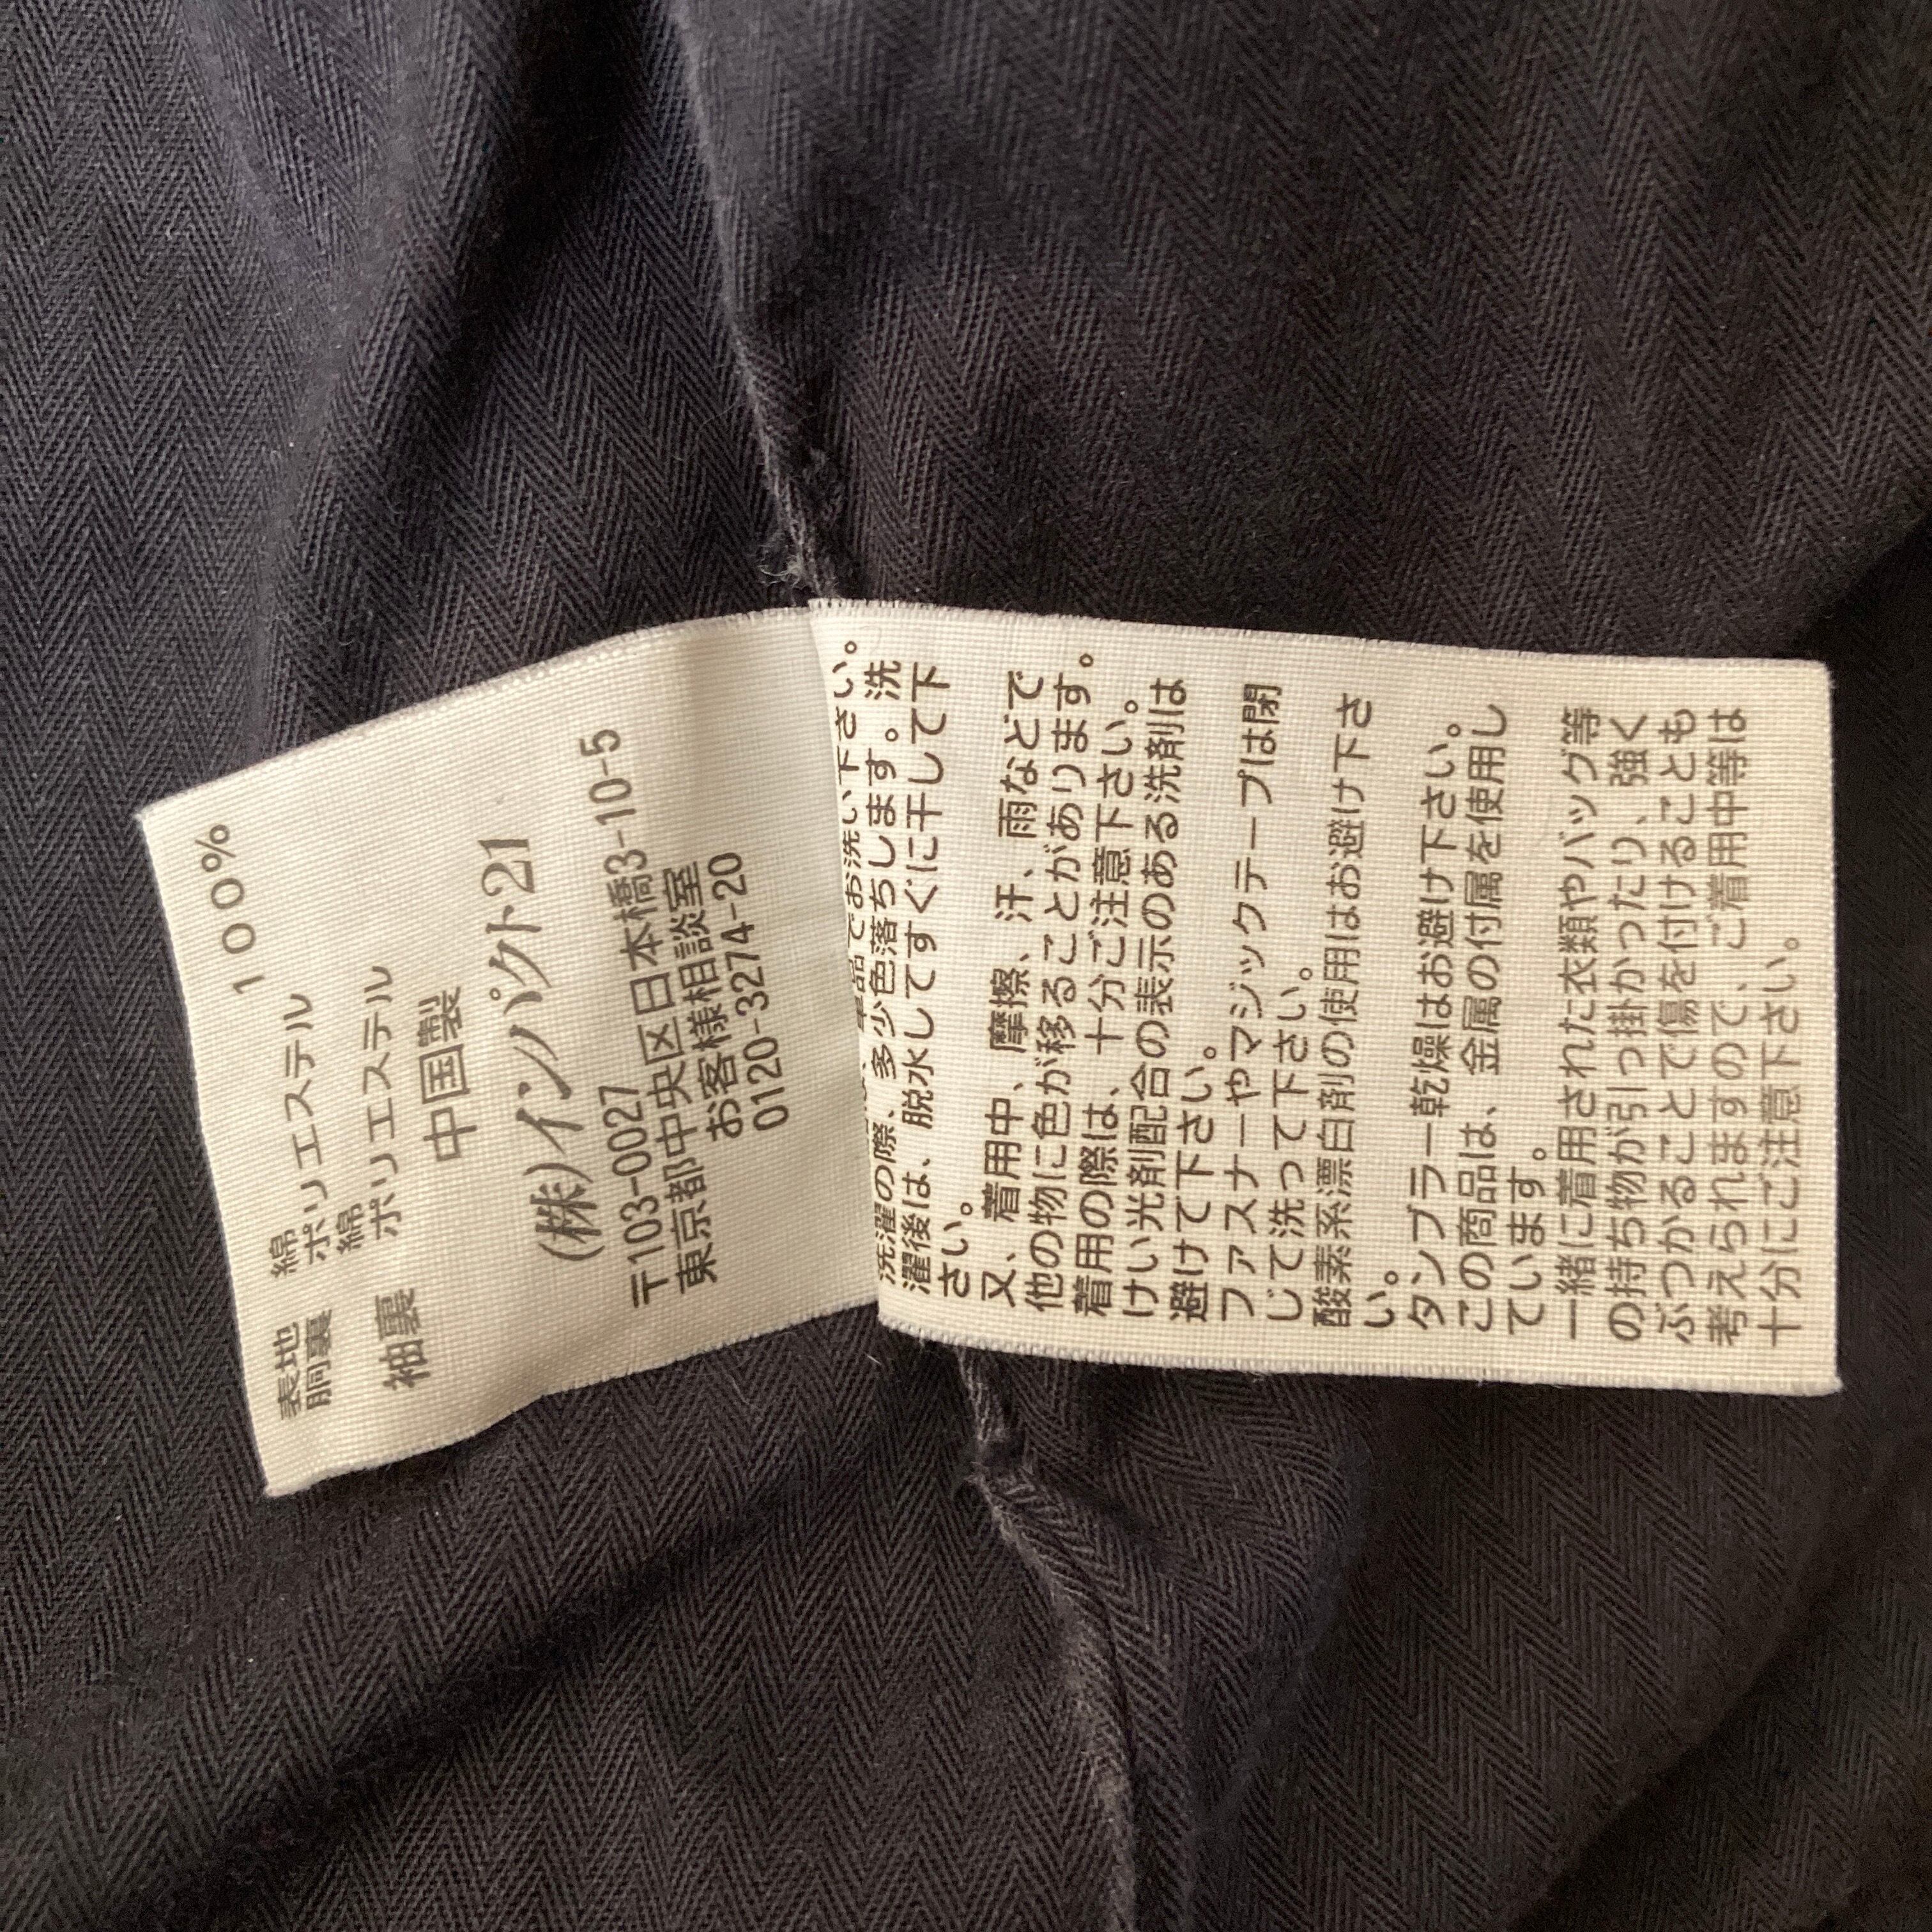 表地 綿 100%
胴裏 ポリエステル
綿
袖裏 ポリエステル
中国製
(株)インパクト21
〒103-0027
東京都中央区日本橋3-10-5
お客様相談室
0120-3274-20
単品でお洗い下さい。
洗濯の際、多少色落ちします。洗
濯後は、脱水してすぐに干して下
さい。
又、着用中、摩擦、汗、雨などで
他の物に色が移ることがあります。
着用の際は、十分ご注意下さい。
けい光剤配合の表示のある洗剤は
避けて下さい。
ファスナーやマジックテープは閉
じて洗って下さい。
酸素系漂白剤の使用はお避け下さ
い。
タンブラー乾燥はお避け下さい。
この商品は、金属の付属を使用し
ています。
一緒に着用された衣類やバッグ等
の持ち物が引っ掛かったり、強く
ぶつかることで傷を付けることも
考えられますので、ご着用中等は
十分にご注意下さい。